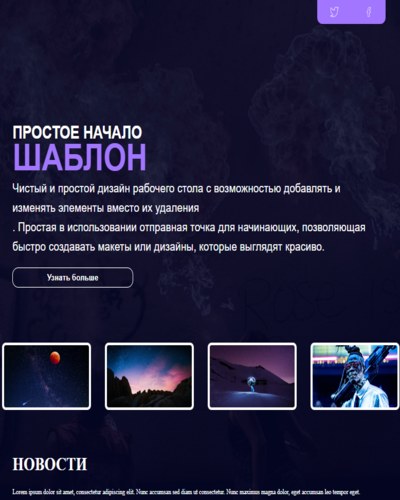 ПРОСТОЕ НАЧАЛО
ШАБЛОН
Чистый и простой дизайн рабочего стола с возможностью добавлять и
изменять элементы вместо их удаления
. Простая в использовании отправная точка для начинающих, позволяющая
быстро создавать макеты или дизайны, которые выглядят красиво.
Узнать больше
НОВОСТИ
Lorem ipsum dolor sit amet, consectetur adipiscing elit. Nunc accumsan sed diam ut consectetur. Nunc maximus magna dolor, eget accumsan leo tempor eget.